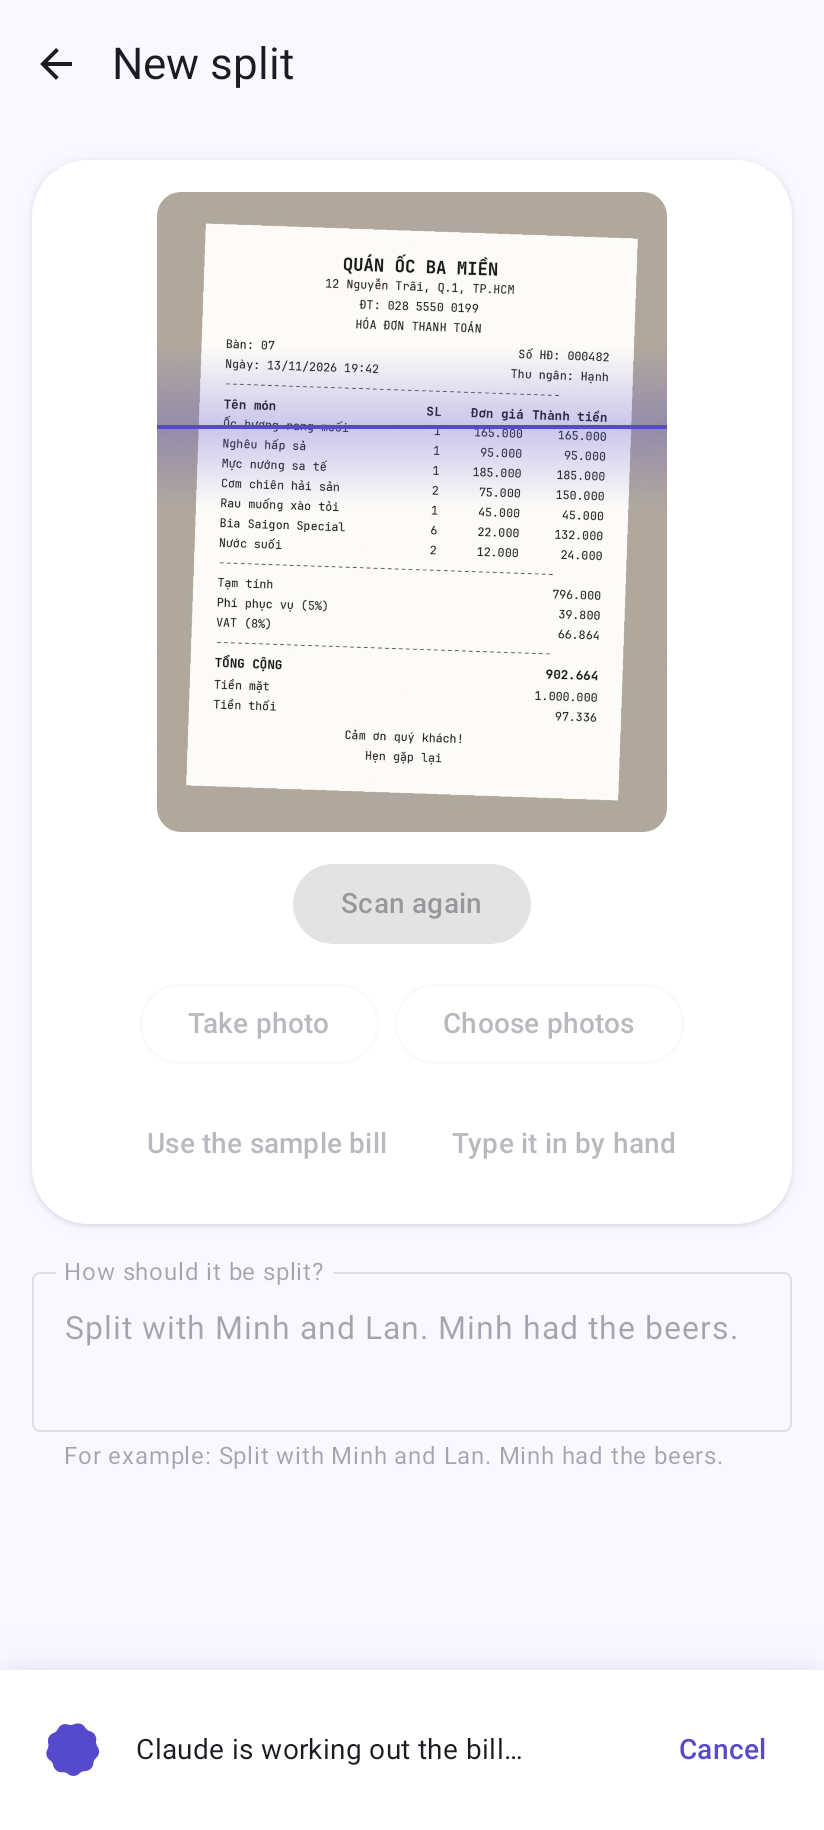 New split
QUÁN ỐC BA MIỀN
12 Nguyễn Trãi, Q.1, TP.HCM
ĐT: 028 5550 0199
HÓA ĐƠN THANH TOÁN
Bàn: 07 Số HĐ: 000482
Ngày: 13/11/2026 19:42 Thu ngân: Hạnh
Tên món SL Đơn giá Thành tiền
Ốc hương rang muối 1 165.000 165.000
Nghêu hấp sả 1 95.000 95.000
Mực nướng sa tế 1 185.000 185.000
Cơm chiên hải sản 2 75.000 150.000
Rau muống xào tỏi 1 45.000 45.000
Bia Saigon Special 6 22.000 132.000
Nước suối 2 12.000 24.000
Tạm tính 796.000
Phí phục vụ (5%) 39.800
VAT (8%) 66.864
TỔNG CỘNG 902.664
Tiền mặt 1.000.000
Tiền thối 97.336
Cảm ơn quý khách!
Hẹn gặp lại
Scan again
Take photo Choose photos
Use the sample bill Type it in by hand
How should it be split?
Split with Minh and Lan. Minh had the beers.
For example: Split with Minh and Lan. Minh had the beers.
Claude is working out the bill… Cancel